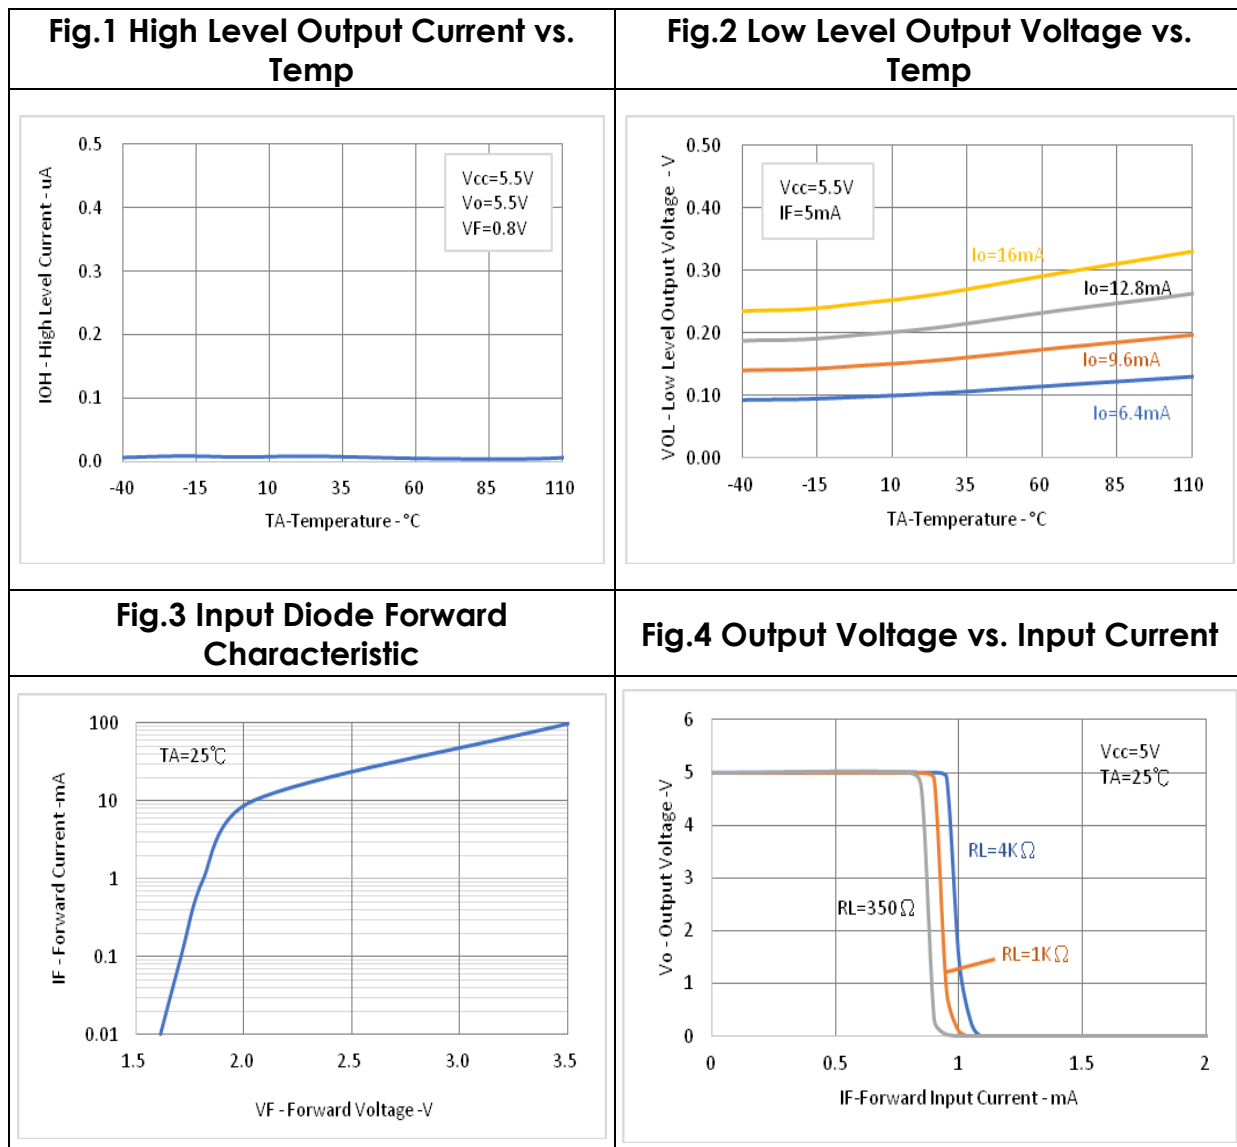 Fig.1 High Level Output Current vs.
Temp
Fig.2 Low Level Output Voltage vs.
Temp
IOH - High Level Current - uA
0.5
0.4
0.3
0.2
0.1
0.0
Vcc=5.5V
Vo=5.5V
VF=0.8V
-40 -15 10 35 60 85 110
TA-Temperature - °C
VOL - Low Level Output Voltage - V
0.50
0.40
0.30
0.20
0.10
0.00
Vcc=5.5V
IF=5mA
Io=16mA
Io=12.8mA
Io=9.6mA
Io=6.4mA
-40 -15 10 35 60 85 110
TA-Temperature - °C
Fig.3 Input Diode Forward
Characteristic
Fig.4 Output Voltage vs. Input Current
IF - Forward Current -mA
100
10
1
0.1
0.01
TA=25℃
1.5 2.0 2.5 3.0 3.5
VF - Forward Voltage -V
Vo - Output Voltage -V
6
5
4
3
2
1
0
Vcc=5V
TA=25℃
RL=4KΩ
RL=350Ω
RL=1KΩ
0 0.5 1 1.5 2
IF-Forward Input Current - mA